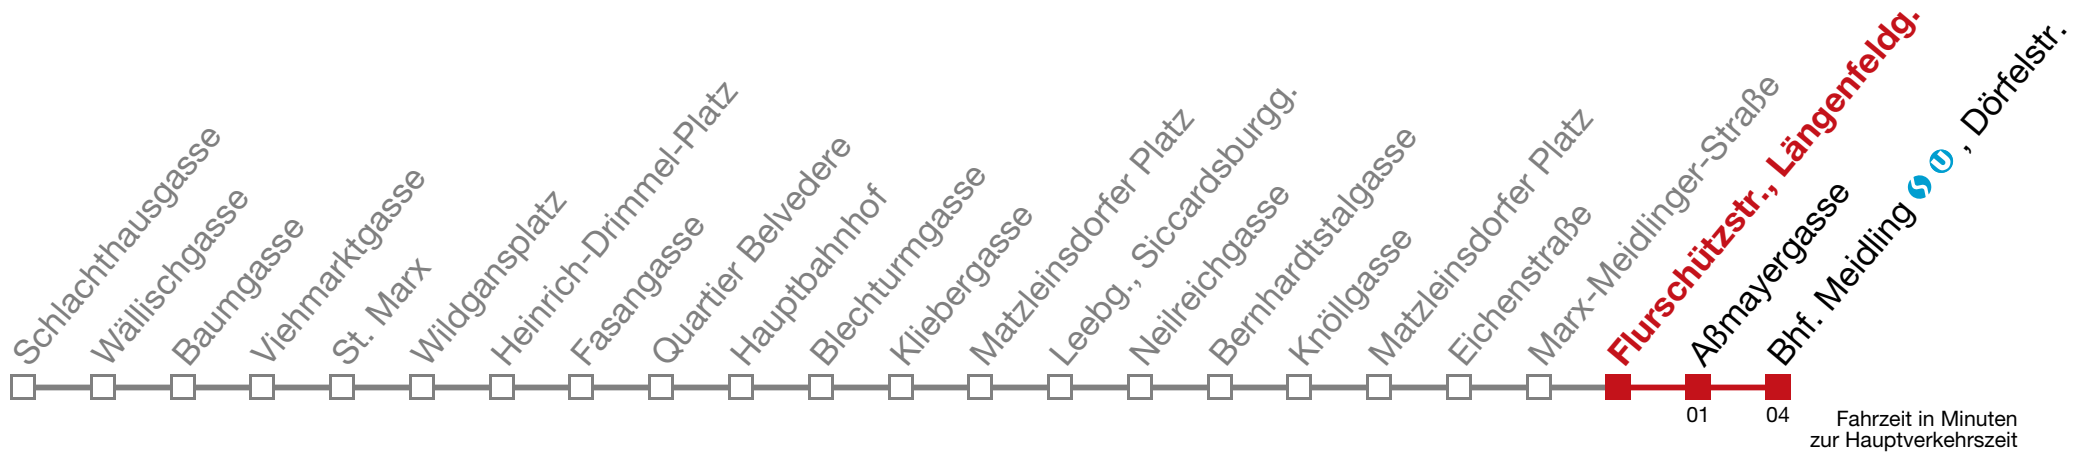 Schlachthausgasse
Wällischgasse
Baumgasse
Viehmarktgasse
St. Marx
Wildgansplatz
Heinrich-Drimmel-Platz
Fasangasse
Quartier Belvedere
Hauptbahnhof
Blechturmgasse
Kliebergasse
Matzleinsdorfer Platz
Leebg., Siccardsburgg.
Neilreichgasse
Bernhardtstalgasse
Knöllgasse
Matzleinsdorfer Platz
Eichenstraße
Marx-Meidlinger-Straße
Flurschützstr., Längenfeldg.
Aßmayergasse
Bhf. Meidling S U , Dörfelstr.
01
04
Fahrzeit in Minuten
zur Hauptverkehrszeit